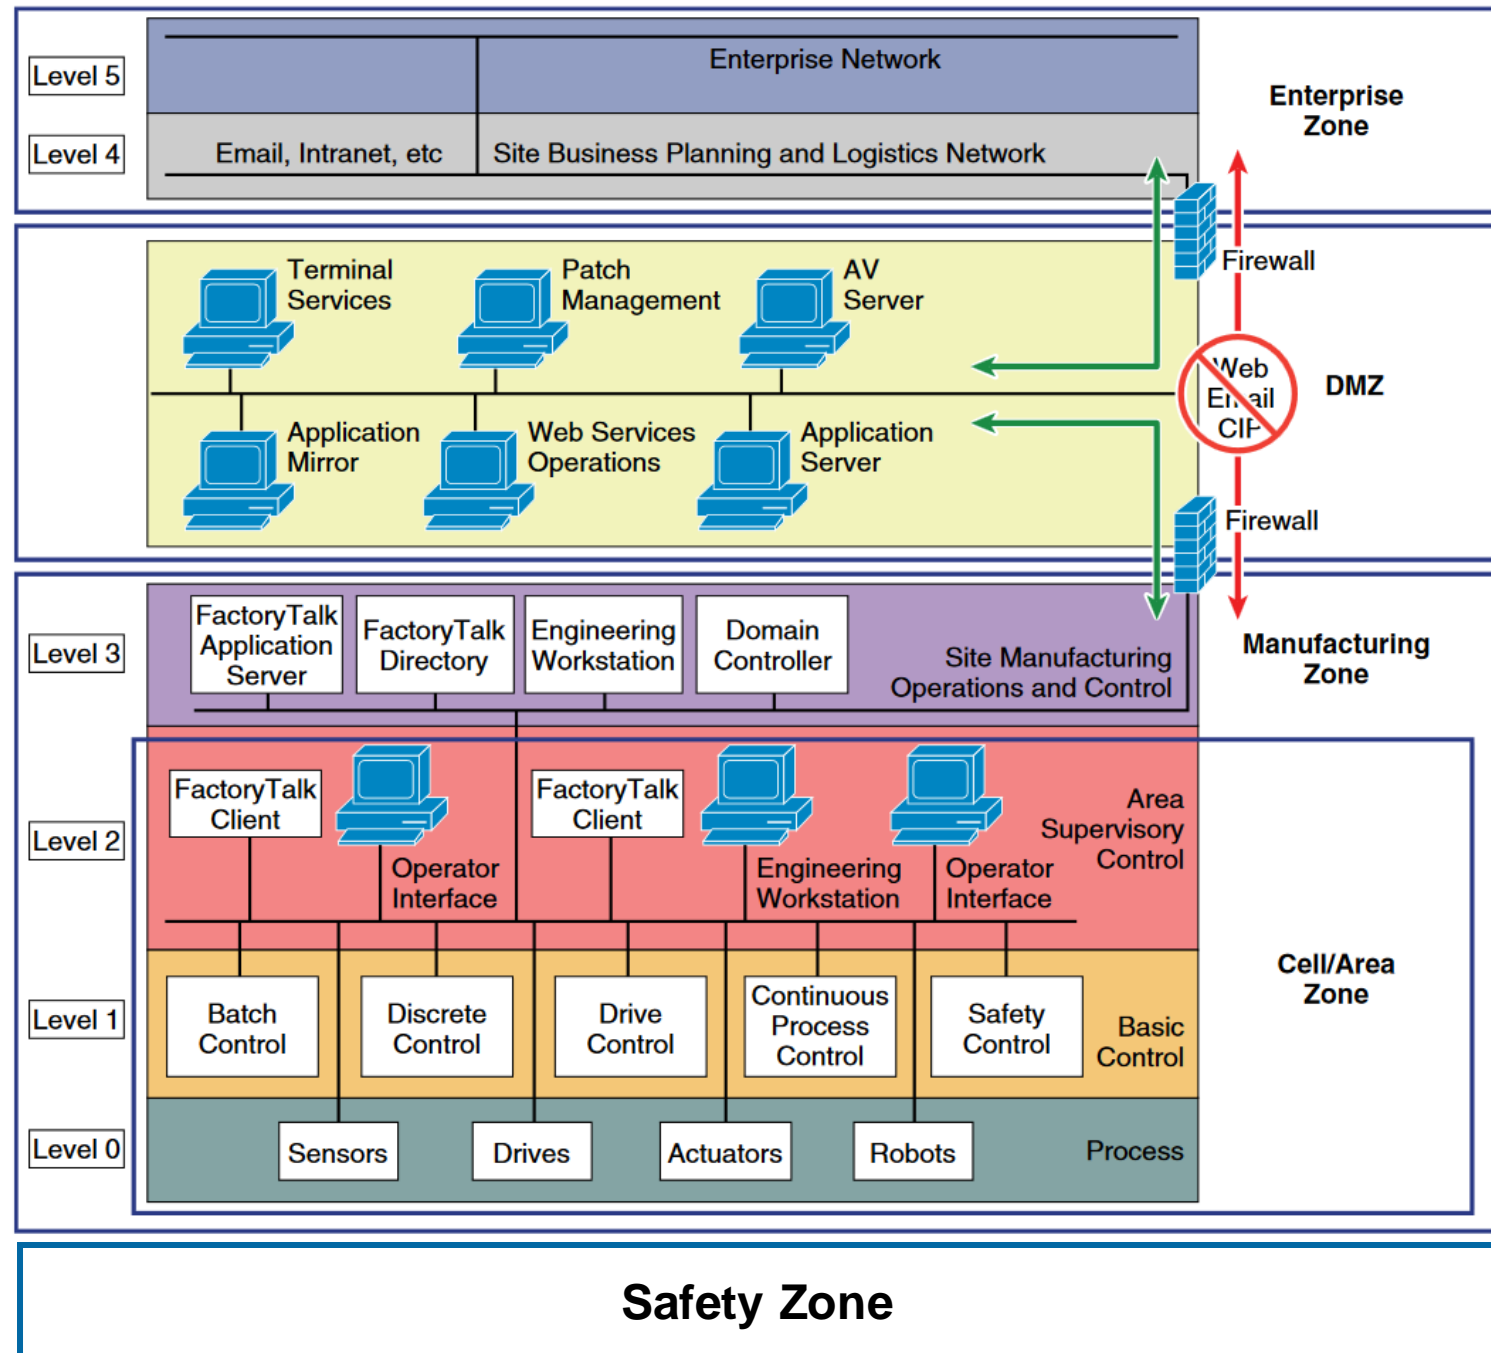 Level 5
Enterprise Network
Enterprise
Zone
Level 4
Email, Intranet, etc
Site Business Planning and Logistics Network
Firewall
Terminal
Services
Patch
Management
AV
Server
Web
Email
CIP
DMZ
Application
Mirror
Web Services
Operations
Application
Server
Firewall
Level 3
FactoryTalk
Application
Server
FactoryTalk
Directory
Engineering
Workstation
Domain
Controller
Site Manufacturing
Operations and Control
Manufacturing
Zone
Level 2
FactoryTalk
Client
Operator
Interface
FactoryTalk
Client
Engineering
Workstation
Operator
Interface
Area
Supervisory
Control
Cell/Area
Zone
Level 1
Batch
Control
Discrete
Control
Drive
Control
Continuous
Process
Control
Safety
Control
Basic
Control
Level 0
Sensors
Drives
Actuators
Robots
Process
Safety Zone